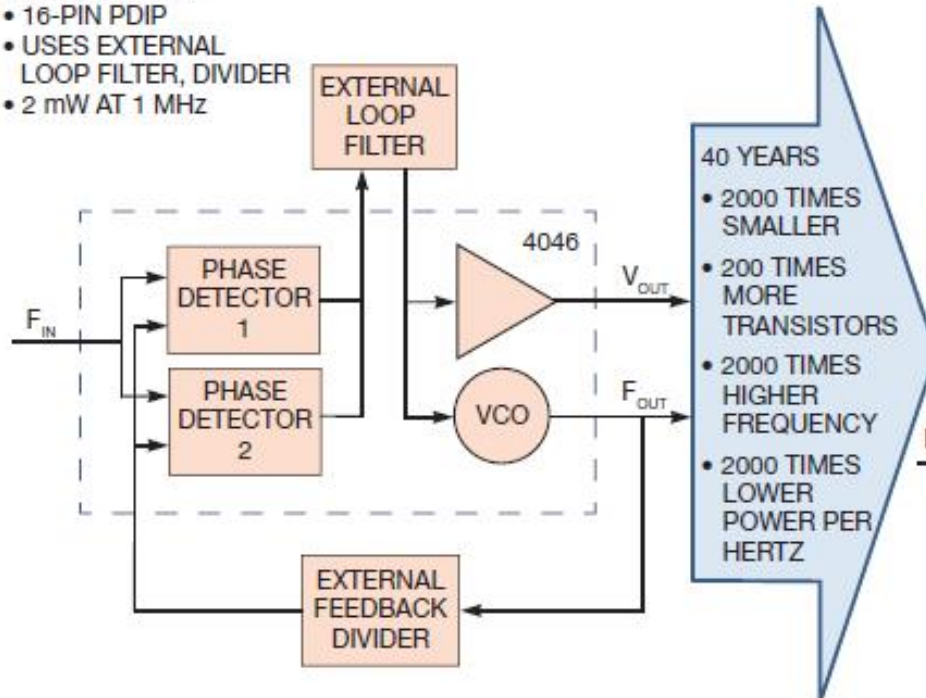 • 16-PIN PDIP
• USES EXTERNAL
LOOP FILTER, DIVIDER
• 2 mW AT 1 MHz
EXTERNAL
LOOP
FILTER
4046
PHASE
DETECTOR
1
PHASE
DETECTOR
2
F_IN
VCO
V_OUT
F_OUT
EXTERNAL
FEEDBACK
DIVIDER
40 YEARS
• 2000 TIMES
SMALLER
• 200 TIMES
MORE
TRANSISTORS
• 2000 TIMES
HIGHER
FREQUENCY
• 2000 TIMES
LOWER
POWER PER
HERTZ